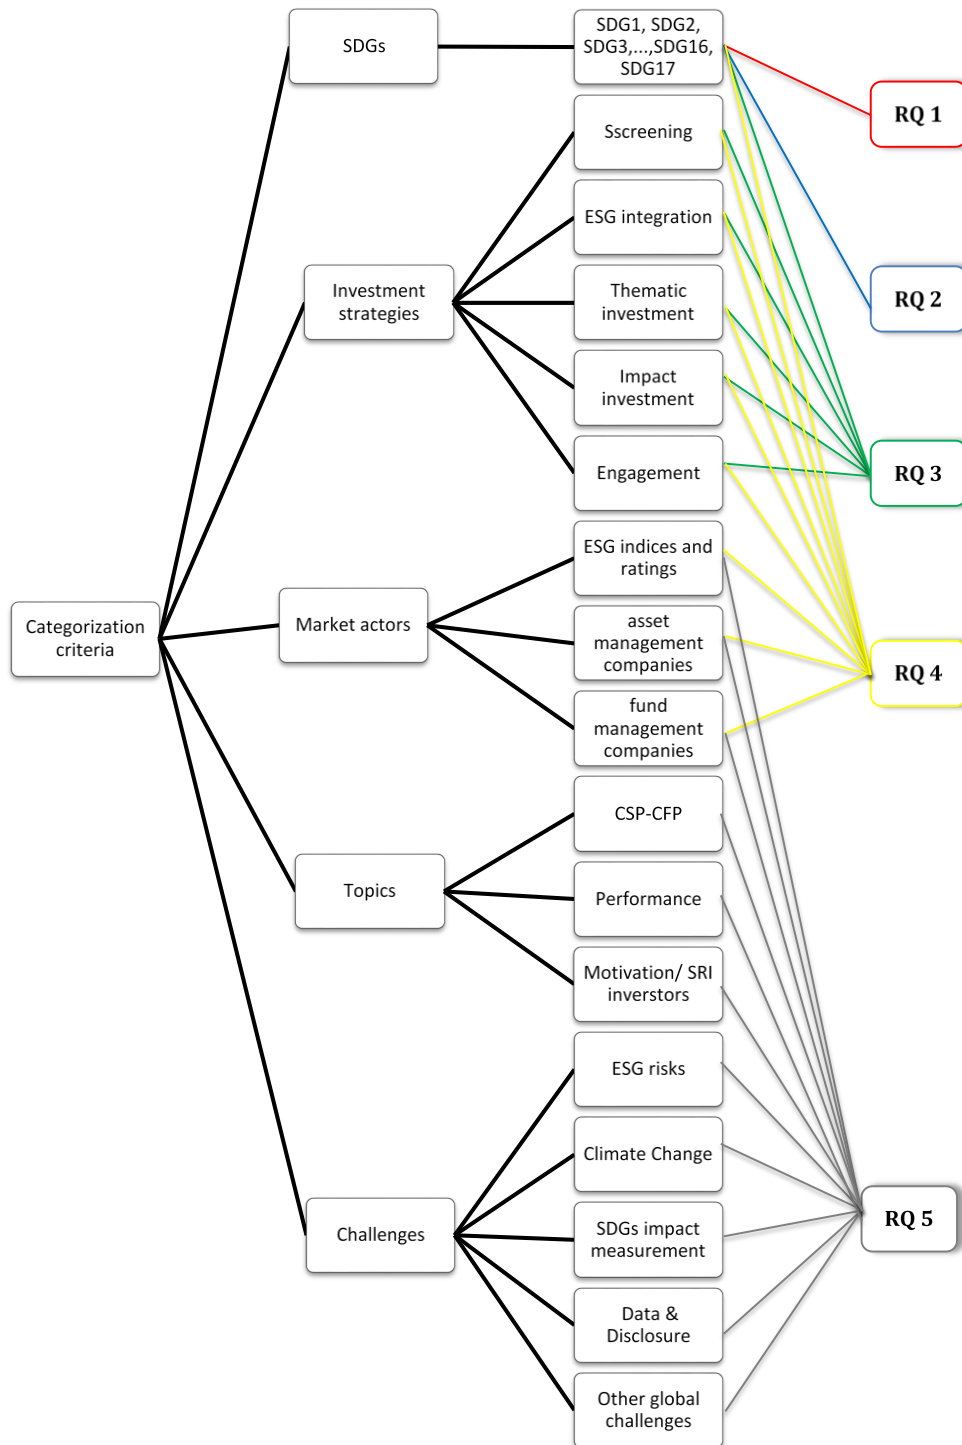 SDGs
SDG1, SDG2,
SDG3,...,SDG16,
SDG17
RQ 1
Sscreening
ESG integration
Investment
strategies
Thematic
investment
RQ 2
Impact
investment
Engagement
RQ 3
ESG indices and
ratings
Categorization
criteria
Market actors
asset
management
companies
RQ 4
fund
management
companies
CSP-CFP
Topics
Performance
Motivation/ SRI
inverstors
ESG risks
Climate Change
Challenges
SDGs impact
measurement
RQ 5
Data &
Disclosure
Other global
challenges